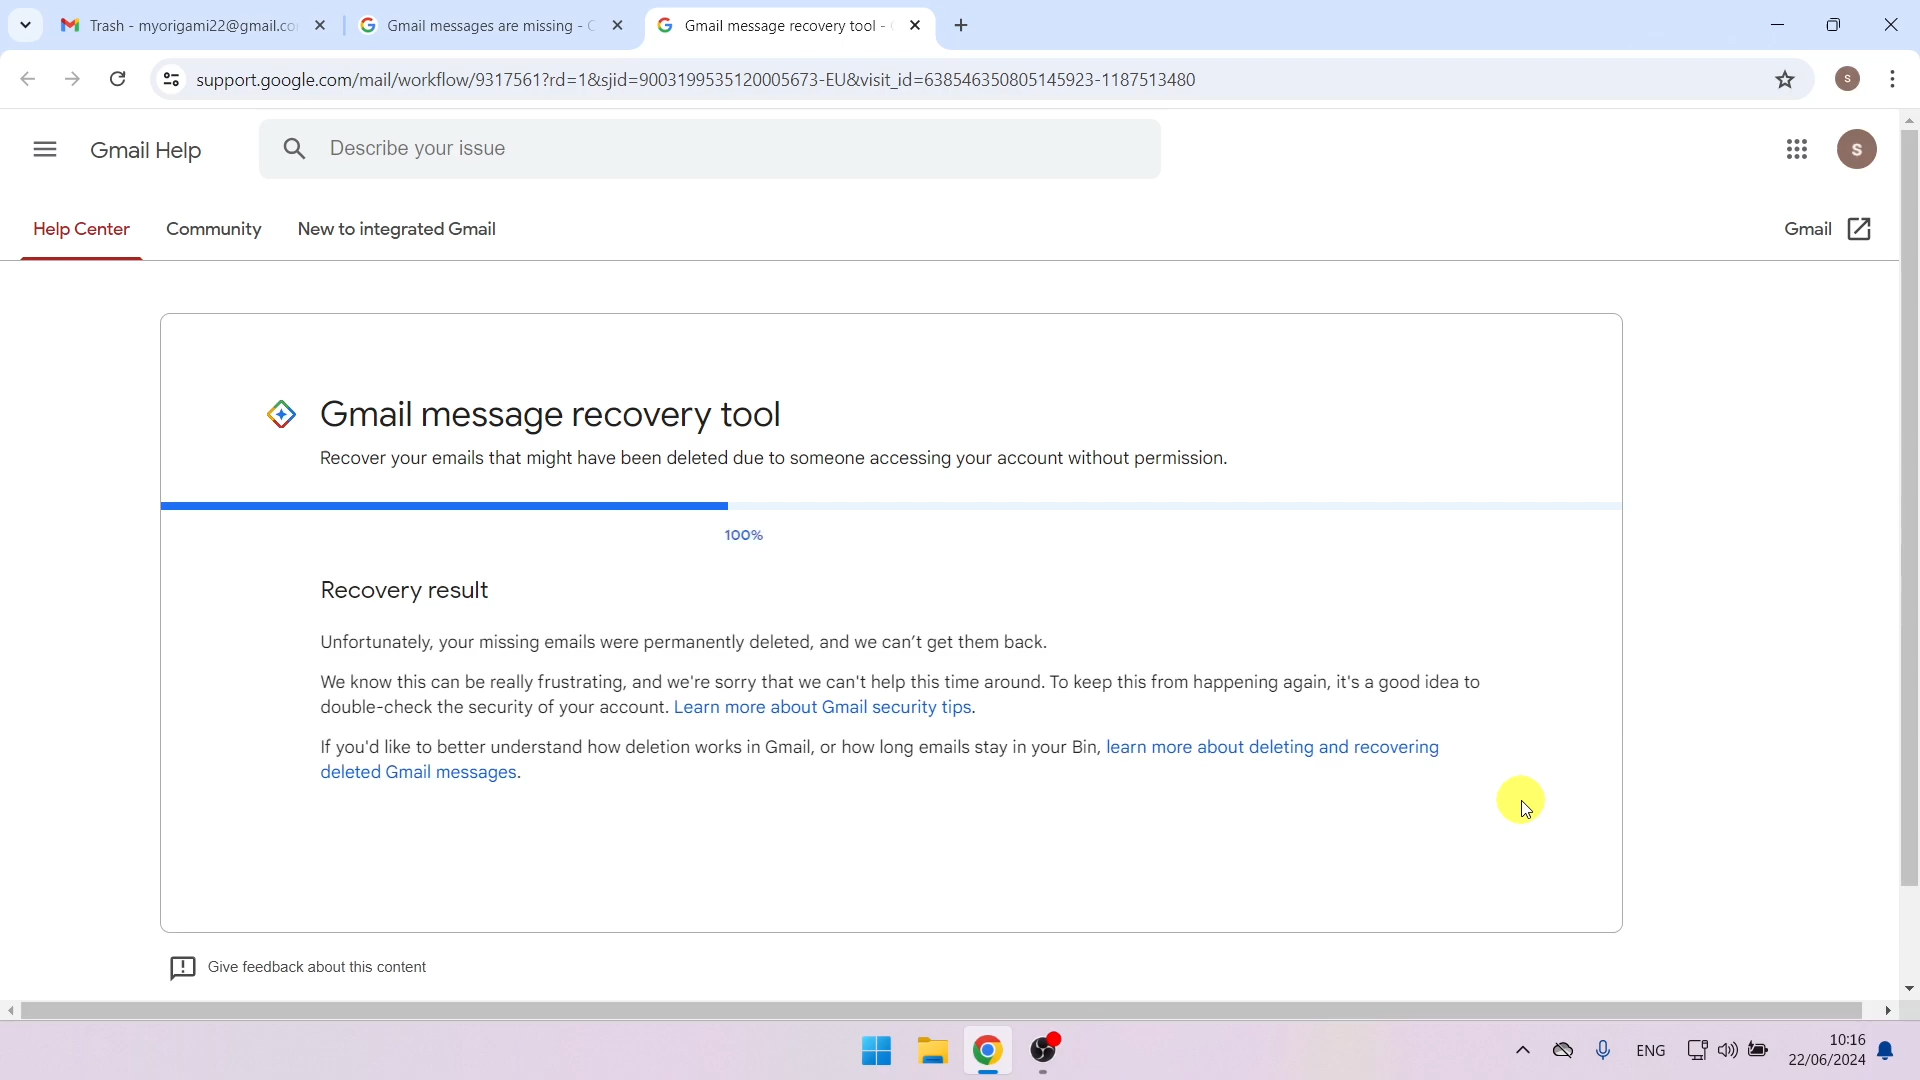 Trash - myorigami22@gmail.co
Gmail messages are missing -
Gmail message recovery tool -
support.google.com/mail/workflow/9317561?rd=1&sjid=9003199535120005673-EU&visit_id=638546350805145923-1187513480
S
Gmail Help
Describe your issue
S
Help Center
Community
New to integrated Gmail
Gmail
Gmail message recovery tool
Recover your emails that might have been deleted due to someone accessing your account without permission.
100%
Recovery result
Unfortunately, your missing emails were permanently deleted, and we can’t get them back.
We know this can be really frustrating, and we're sorry that we can't help this time around. To keep this from happening again, it's a good idea to
double-check the security of your account. Learn more about Gmail security tips.
If you'd like to better understand how deletion works in Gmail, or how long emails stay in your Bin, learn more about deleting and recovering
deleted Gmail messages.
Give feedback about this content
ENG
10:16
22/06/2024